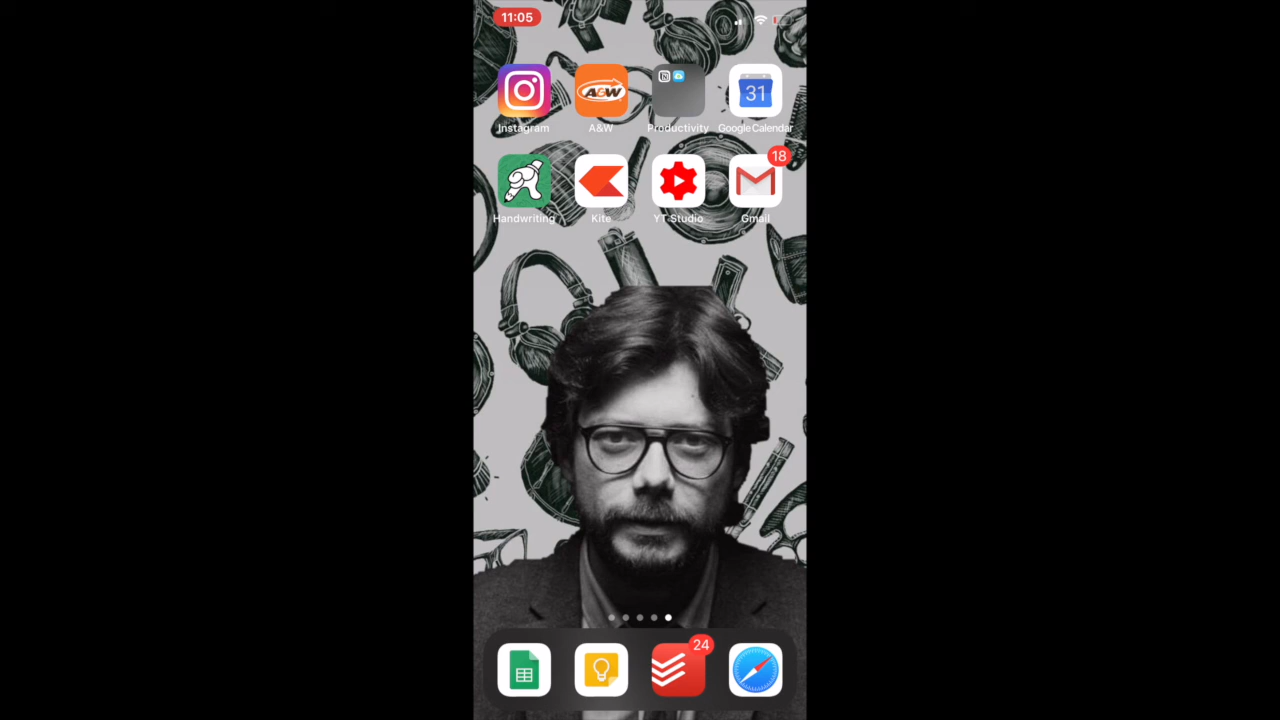 11:05
A&W
31
Instagram A&W Productivity Google Calendar
18
Handwriting Kite YT Studio Gmail
24